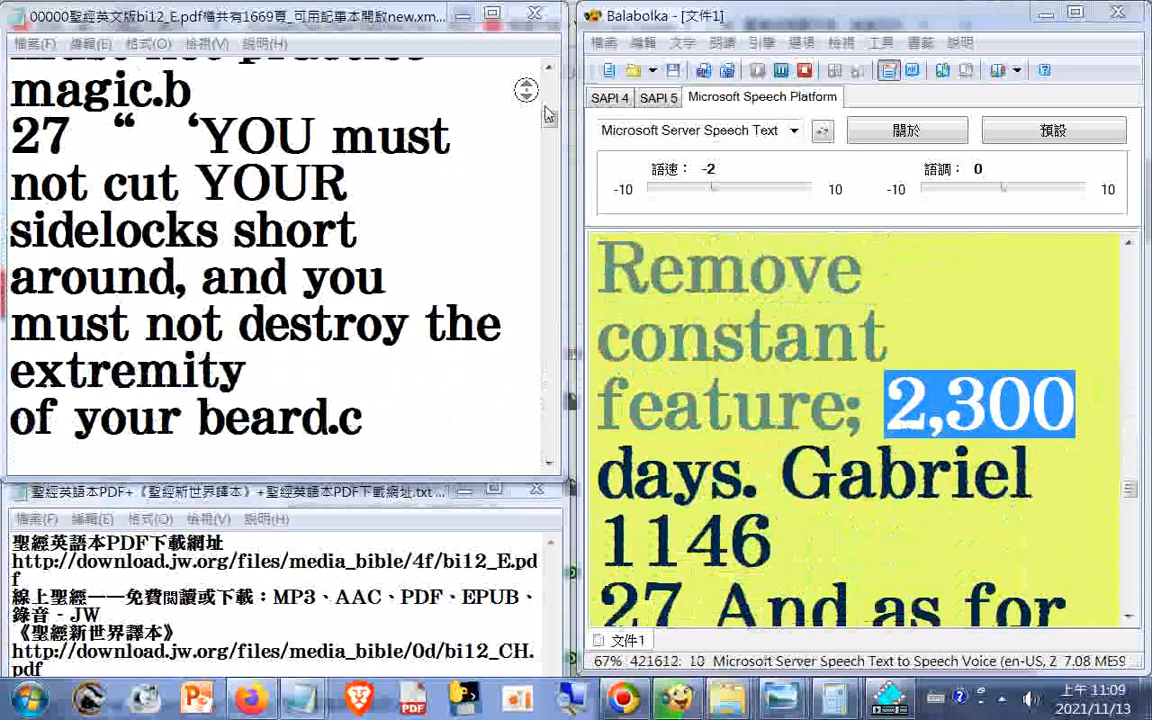 00000聖經英文版bi12_E.pdf檔共有1669頁_可用記事本開啟new.xm...
檔案(F) 編輯(E) 格式(O) 檢視(V) 說明(H)
must not practice
magic.b
27 “ ‘YOU must
not cut YOUR
sidelocks short
around, and you
must not destroy the
extremity
of your beard.c
聖經英語本PDF+《聖經新世界譯本》+聖經英語本PDF下載網址.txt ...
檔案(F) 編輯(E) 格式(O) 檢視(V) 說明(H)
聖經英語本PDF下載網址
http://download.jw.org/files/media_bible/4f/bi12_E.pd
f
線上聖經——免費閱讀或下載：MP3、AAC、PDF、EPUB、
錄音 - JW
《聖經新世界譯本》
http://download.jw.org/files/media_bible/0d/bi12_CH.
pdf
Balabolka - [文件1]
檔案 編輯 文字 朗讀 引擎 選項 檢視 工具 書籤 說明
SAPI 4 SAPI 5 Microsoft Speech Platform
Microsoft Server Speech Text 關於 預設
語速： -2 語調： 0
-10 10 -10 10
Remove
constant
feature; 2,300
days. Gabriel
1146
27 And as for
文件1
67% 421612: 10 Microsoft Server Speech Text to Speech Voice (en-US, Z 7.08 ME59
PDF
上午 11:09
2021/11/13